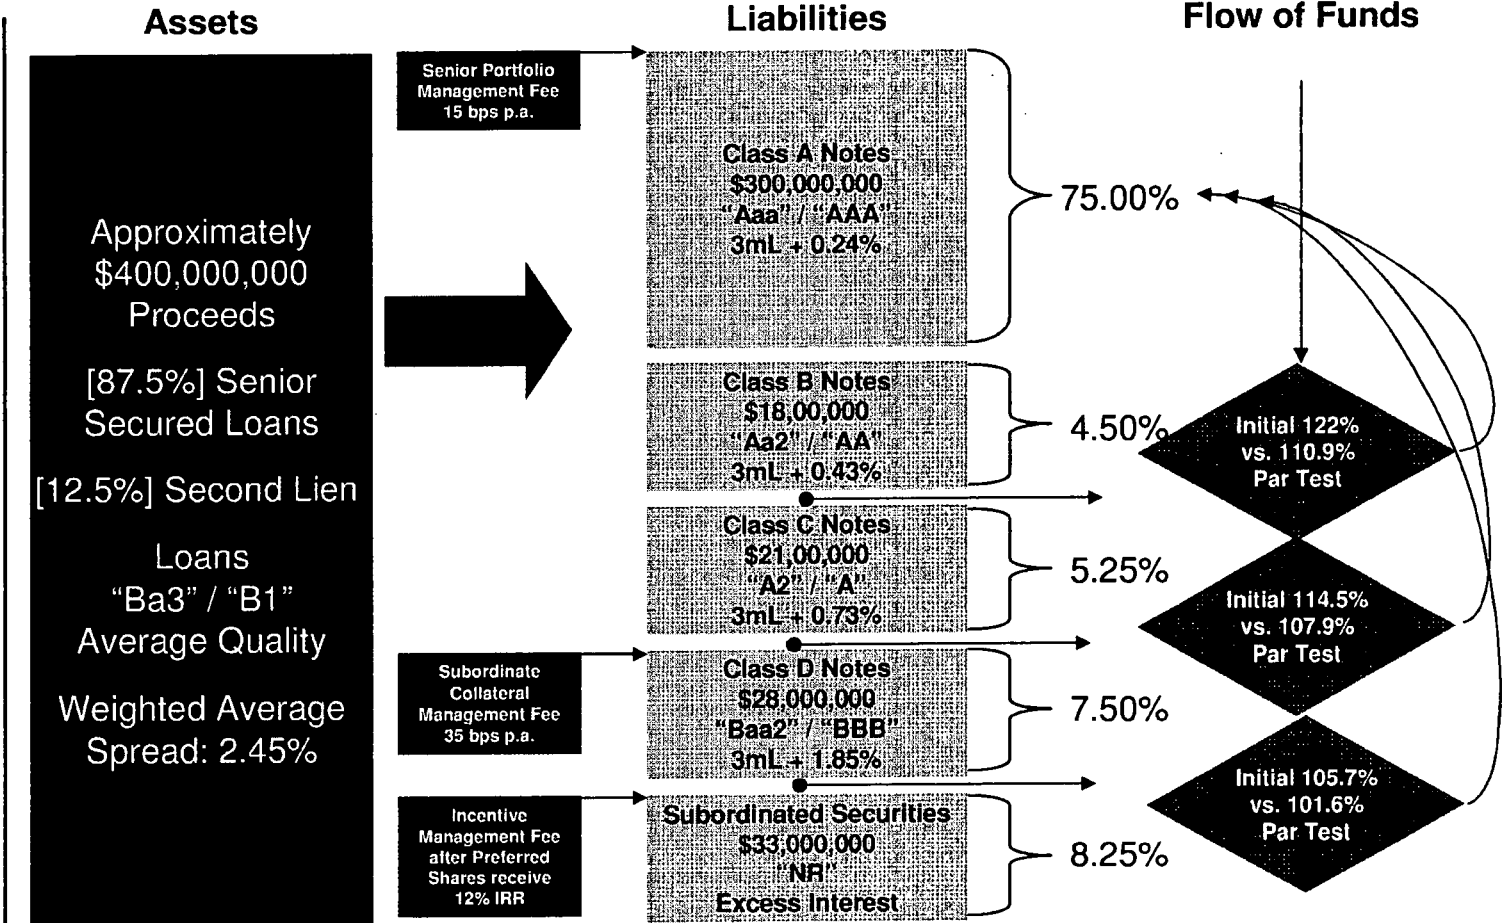 Assets
Liabilities
Flow of Funds
Approximately
$400,000,000
Proceeds
[87.5%] Senior
Secured Loans
[12.5%] Second Lien
Loans
“Ba3” / “B1”
Average Quality
Weighted Average
Spread: 2.45%
Senior Portfolio
Management Fee
15 bps p.a.
Subordinate
Collateral
Management Fee
35 bps p.a.
Incentive
Management Fee
after Preferred
Shares receive
12% IRR
Class A Notes
$300,000,000
“Aaa” / “AAA”
3mL + 0.24%
75.00%
Class B Notes
$18,00,000
“Aa2” / “AA”
3mL + 0.43%
4.50%
Class C Notes
$21,00,000
“A2” / “A”
3mL + 0.73%
5.25%
Class D Notes
$28,000,000
“Baa2” / “BBB”
3mL + 1.85%
7.50%
Subordinated Securities
$33,000,000
“NR”
Excess Interest
8.25%
Initial 122%
vs. 110.9%
Par Test
Initial 114.5%
vs. 107.9%
Par Test
Initial 105.7%
vs. 101.6%
Par Test